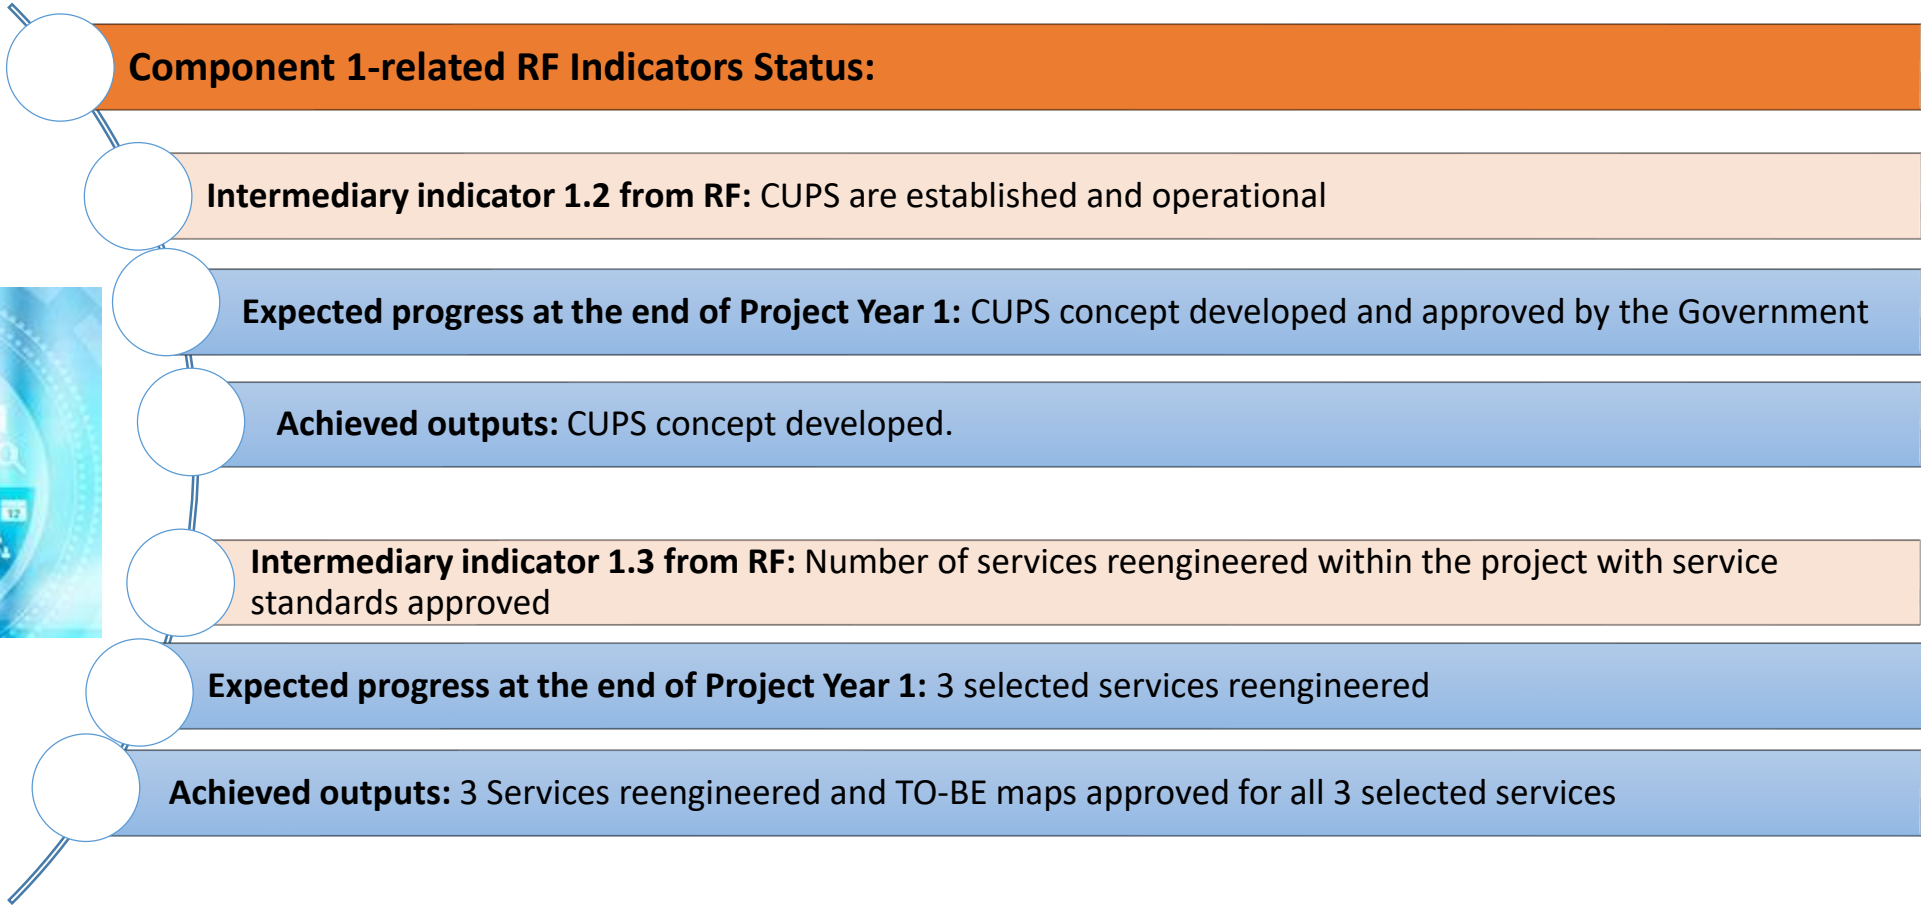 Component 1-related RF Indicators Status:
Intermediary indicator 1.2 from RF: CUPS are established and operational
Expected progress at the end of Project Year 1: CUPS concept developed and approved by the Government
Achieved outputs: CUPS concept developed.
12
Intermediary indicator 1.3 from RF: Number of services reengineered within the project with service
standards approved
Expected progress at the end of Project Year 1: 3 selected services reengineered
Achieved outputs: 3 Services reengineered and TO-BE maps approved for all 3 selected services